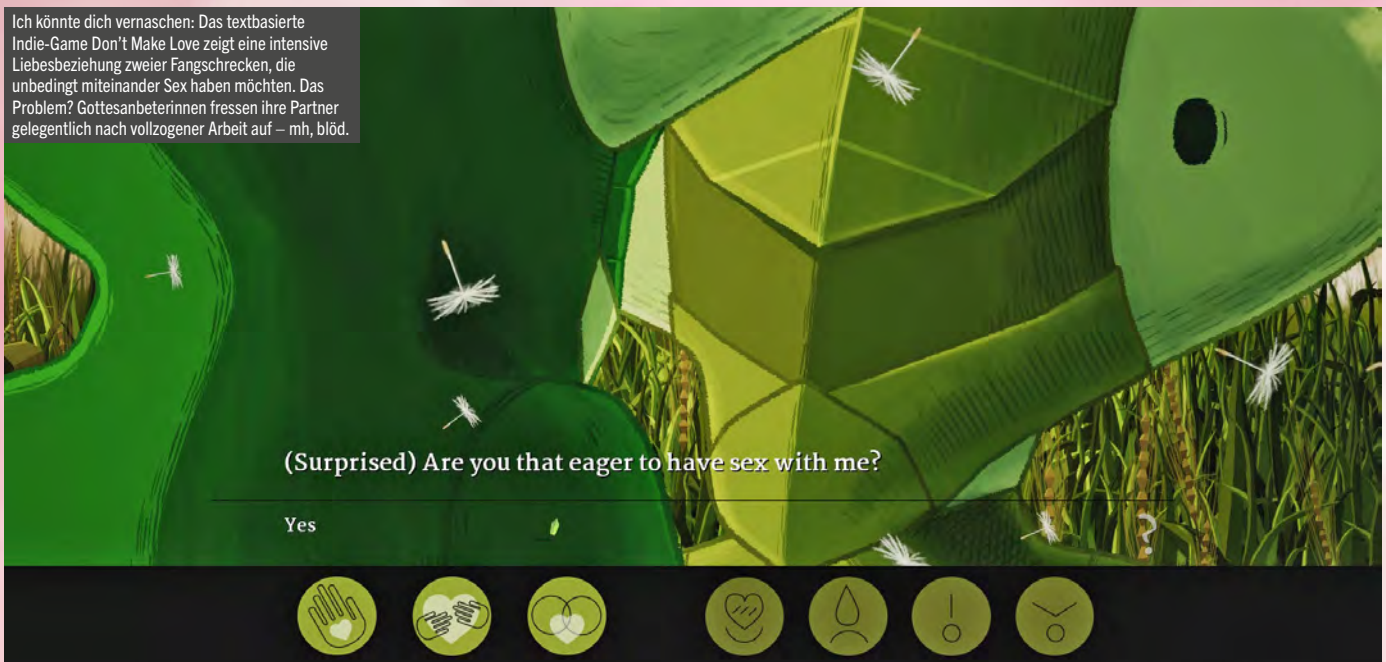 Ich könnte dich vernaschen: Das textbasierte
Indie-Game Don't Make Love zeigt eine intensive
Liebesbeziehung zweier Fangschrecken, die
unbedingt miteinander Sex haben möchten. Das
Problem? Gottesanbeterinnen fressen ihre Partner
gelegentlich nach vollzogener Arbeit auf – mh, blöd.
(Surprised) Are you that eager to have sex with me?
Yes
?